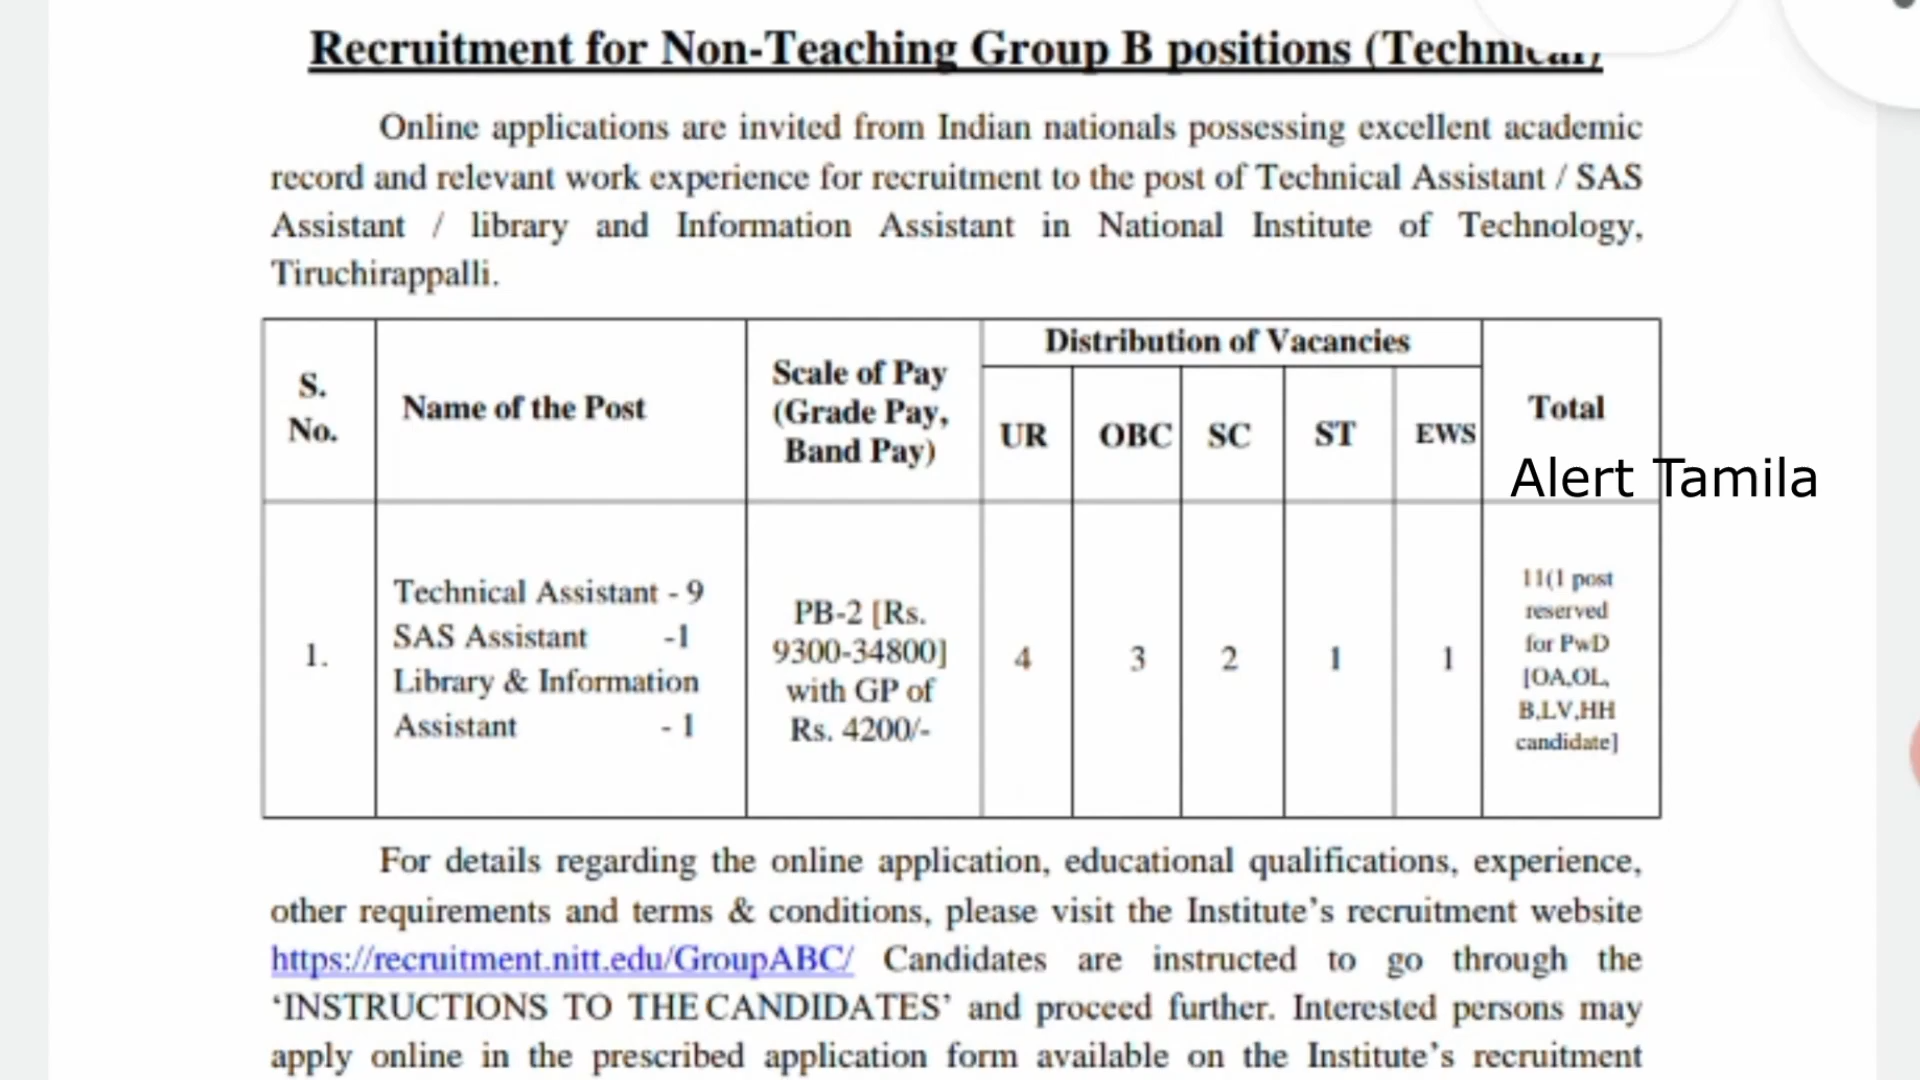 Recruitment for Non-Teaching Group B positions (Technical)
Online applications are invited from Indian nationals possessing excellent academic
record and relevant work experience for recruitment to the post of Technical Assistant / SAS
Assistant / library and Information Assistant in National Institute of Technology,
Tiruchirappalli.
S.
No.
Name of the Post
Scale of Pay
(Grade Pay,
Band Pay)
Distribution of Vacancies
UR OBC SC ST EWS
Total
Alert Tamila
1.
Technical Assistant - 9
SAS Assistant -1
Library & Information
Assistant - 1
PB-2 [Rs.
9300-34800]
with GP of
Rs. 4200/-
4 3 2 1 1
11(1 post
reserved
for PwD
[OA,OL,
B,LV,HH
candidate]
For details regarding the online application, educational qualifications, experience,
other requirements and terms & conditions, please visit the Institute’s recruitment website
https://recruitment.nitt.edu/GroupABC/ Candidates are instructed to go through the
‘INSTRUCTIONS TO THE CANDIDATES’ and proceed further. Interested persons may
apply online in the prescribed application form available on the Institute’s recruitment